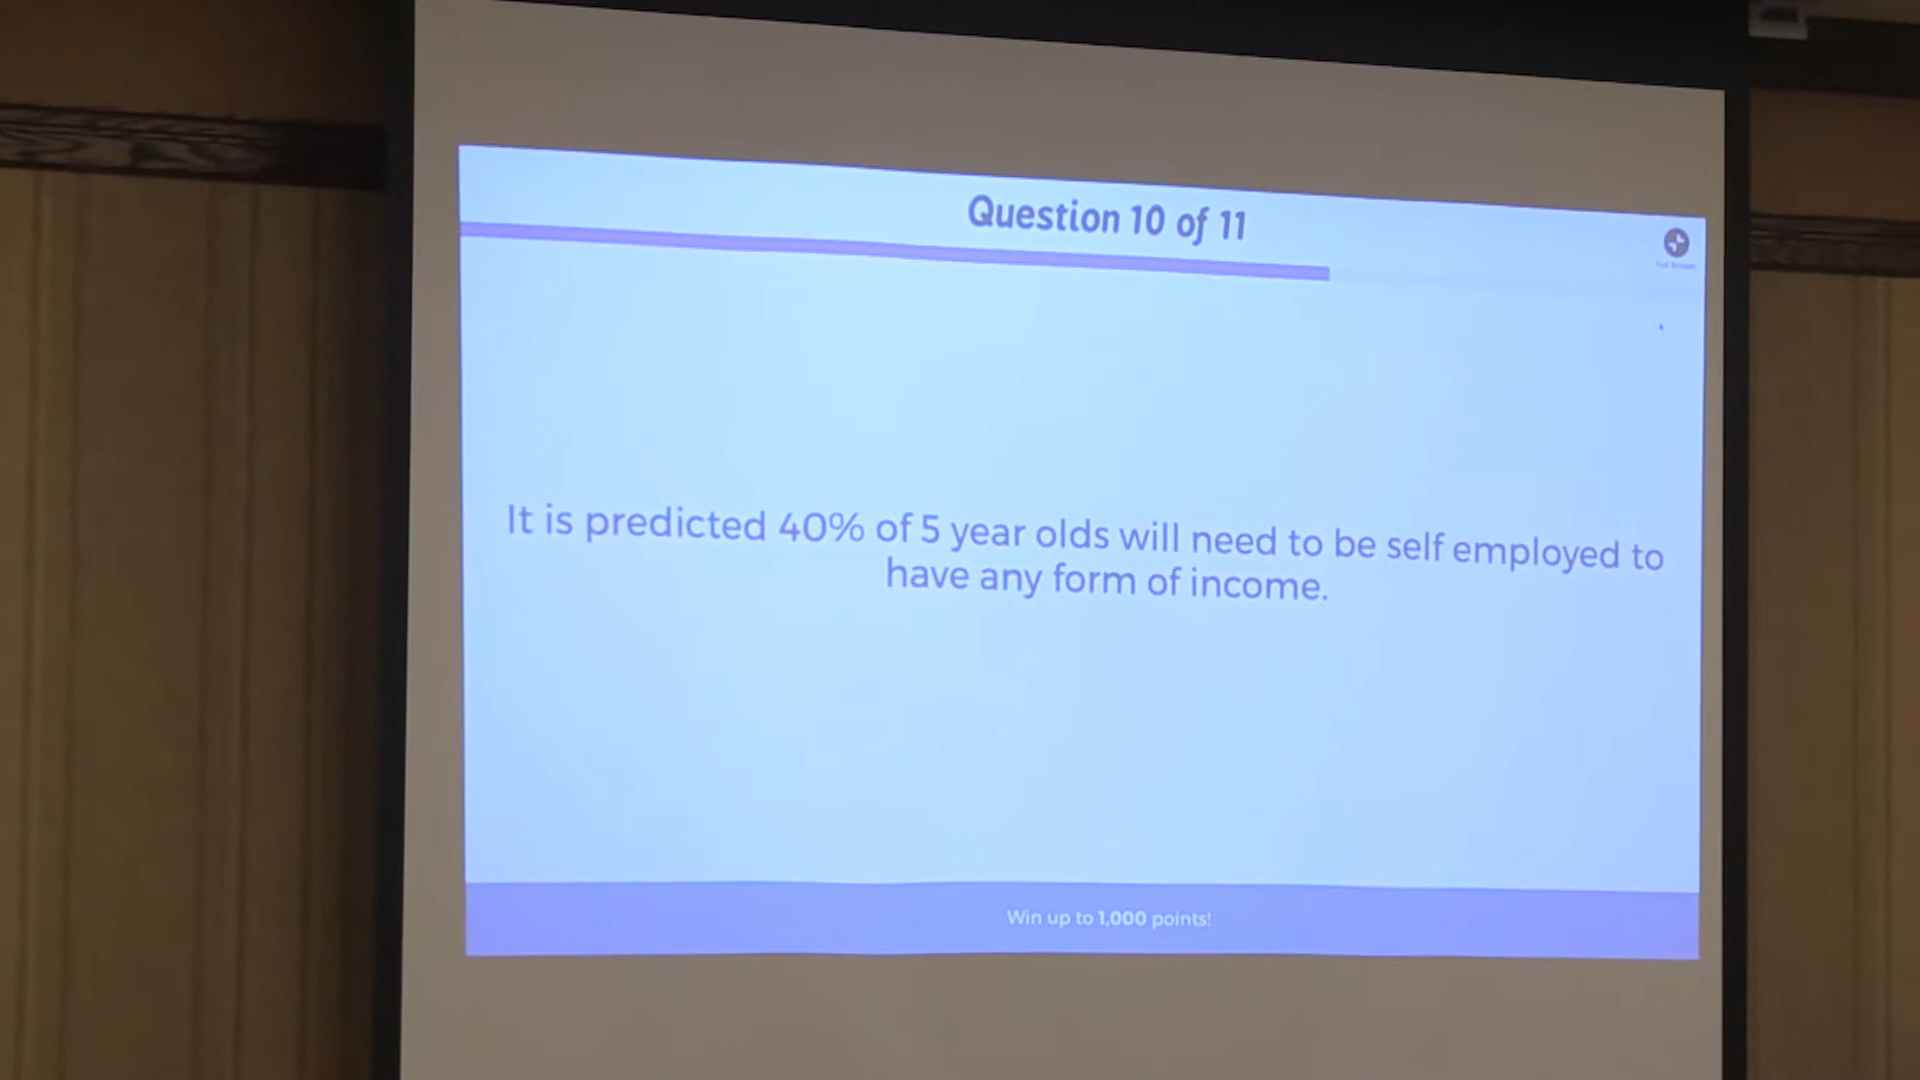 Question 10 of 11
It is predicted 40% of 5 year olds will need to be self employed to
have any form of income.
Win up to 1,000 points!